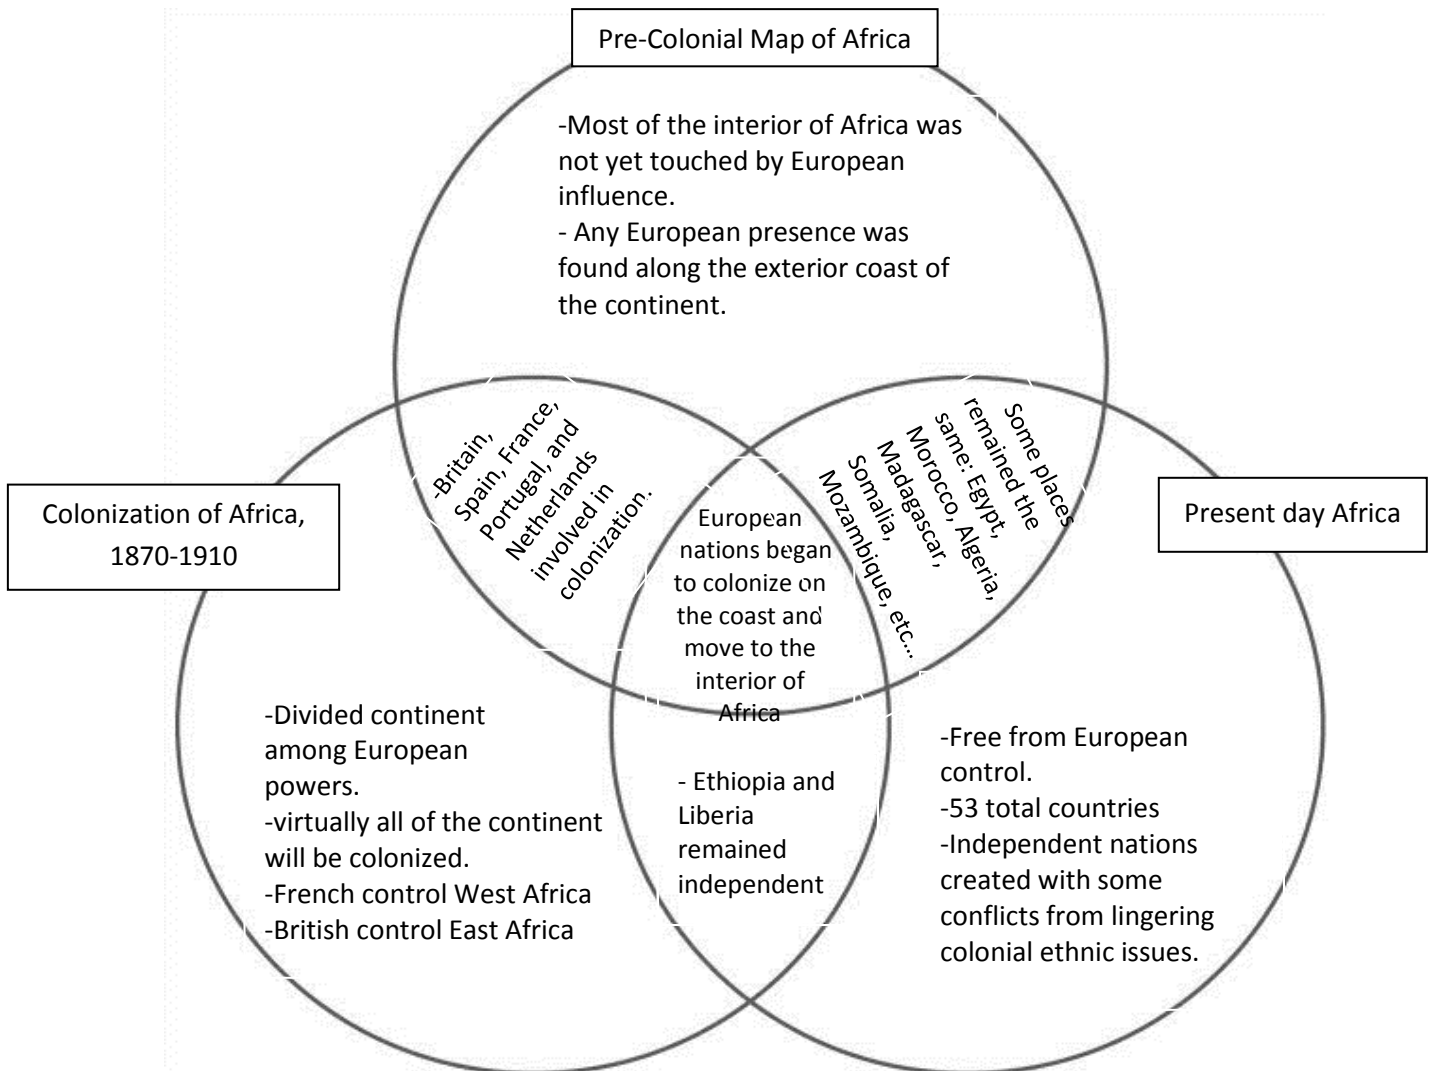 Pre-Colonial Map of Africa
-Most of the interior of Africa was
not yet touched by European
influence.
- Any European presence was
found along the exterior coast of
the continent.
-Britain,
Spain, France,
Portugal, and
Netherlands
involved in
colonization.
Some places
remained the
same: Egypt,
Morocco, Algeria,
Madagascar,
Somalia,
Mozambique, etc...
Colonization of Africa,
1870-1910
Present day Africa
European
nations began
to colonize on
the coast and
move to the
interior of
Africa
-Divided continent
among European
powers.
-virtually all of the continent
will be colonized.
-French control West Africa
-British control East Africa
- Ethiopia and
Liberia
remained
independent
-Free from European
control.
-53 total countries
-Independent nations
created with some
conflicts from lingering
colonial ethnic issues.